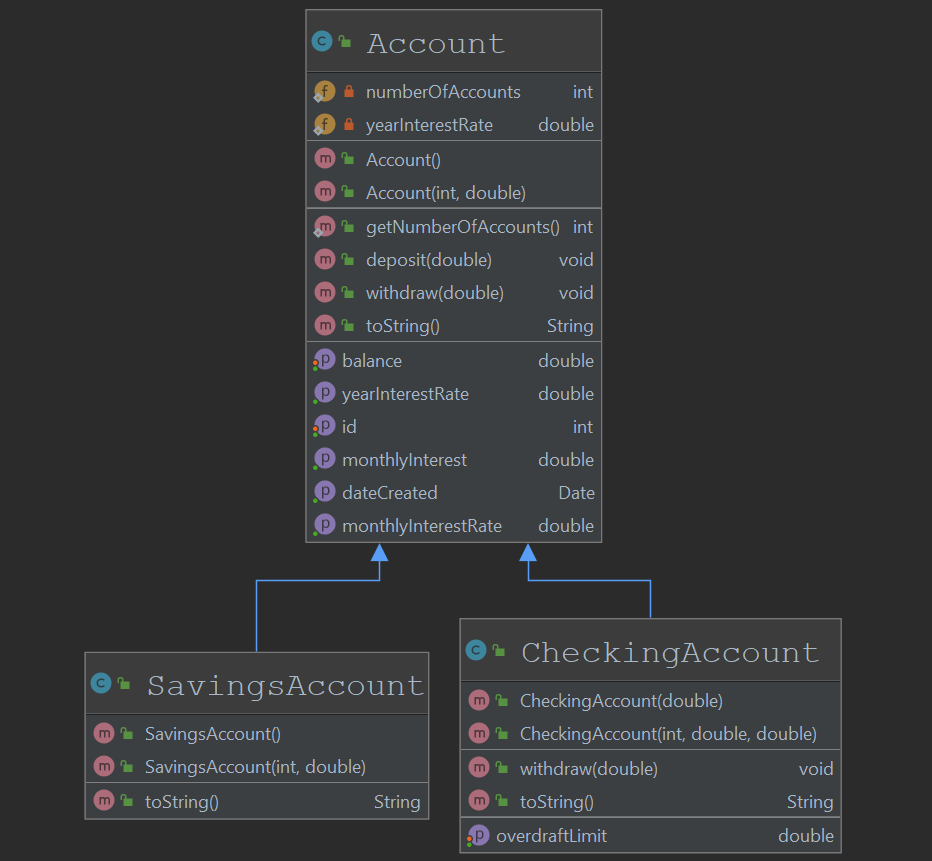 Account
numberOfAccounts int
yearInterestRate double
Account()
Account(int, double)
getNumberOfAccounts() int
deposit(double) void
withdraw(double) void
toString() String
balance double
yearInterestRate double
id int
monthlyInterest double
dateCreated Date
monthlyInterestRate double
SavingsAccount
SavingsAccount()
SavingsAccount(int, double)
toString() String
CheckingAccount
CheckingAccount(double)
CheckingAccount(int, double, double)
withdraw(double) void
toString() String
overdraftLimit double